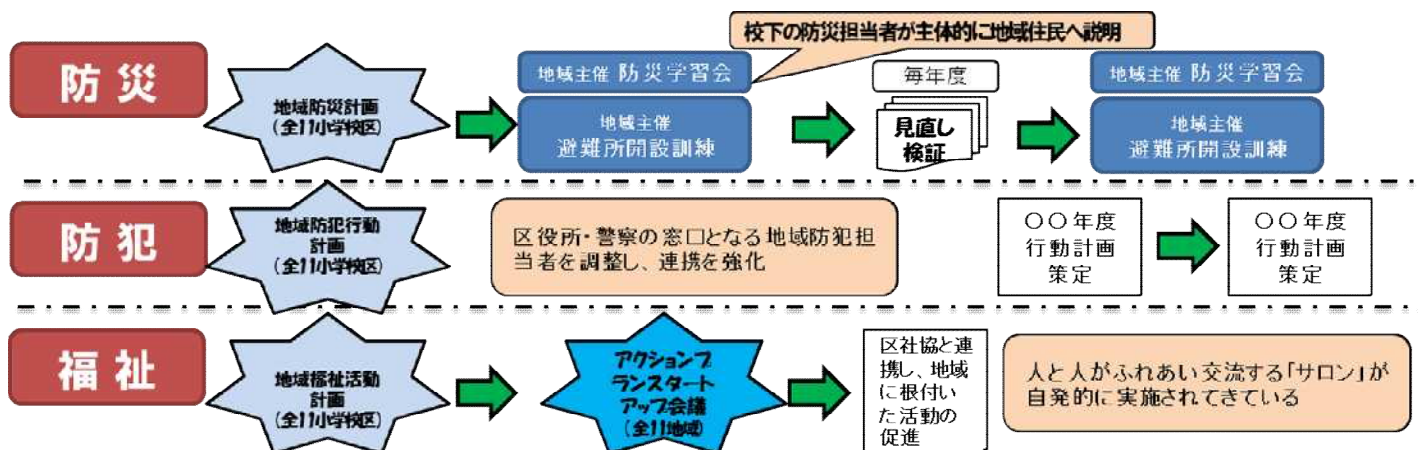 校下の防災担当者が主体的に地域住民へ説明
防災
地域防災計画
(全11小学校区)
地域主催 防災学習会
地域主催
避難所開設訓練
毎年度
見直し
検証
地域主催 防災学習会
地域主催
避難所開設訓練
防犯
地域防犯行動
計画
(全11小学校区)
区役所・警察の窓口となる地域防犯担
当者を調整し、連携を強化
〇〇年度
行動計画
策定
〇〇年度
行動計画
策定
福祉
地域福祉活動
計画
(全11小学校区)
アクションプ
ランスタート
アップ会議
(全11地域)
区社協と連
携し、地域
に根付い
た活動の
促進
人と人がふれあい交流する「サロン」が
自発的に実施されてきている